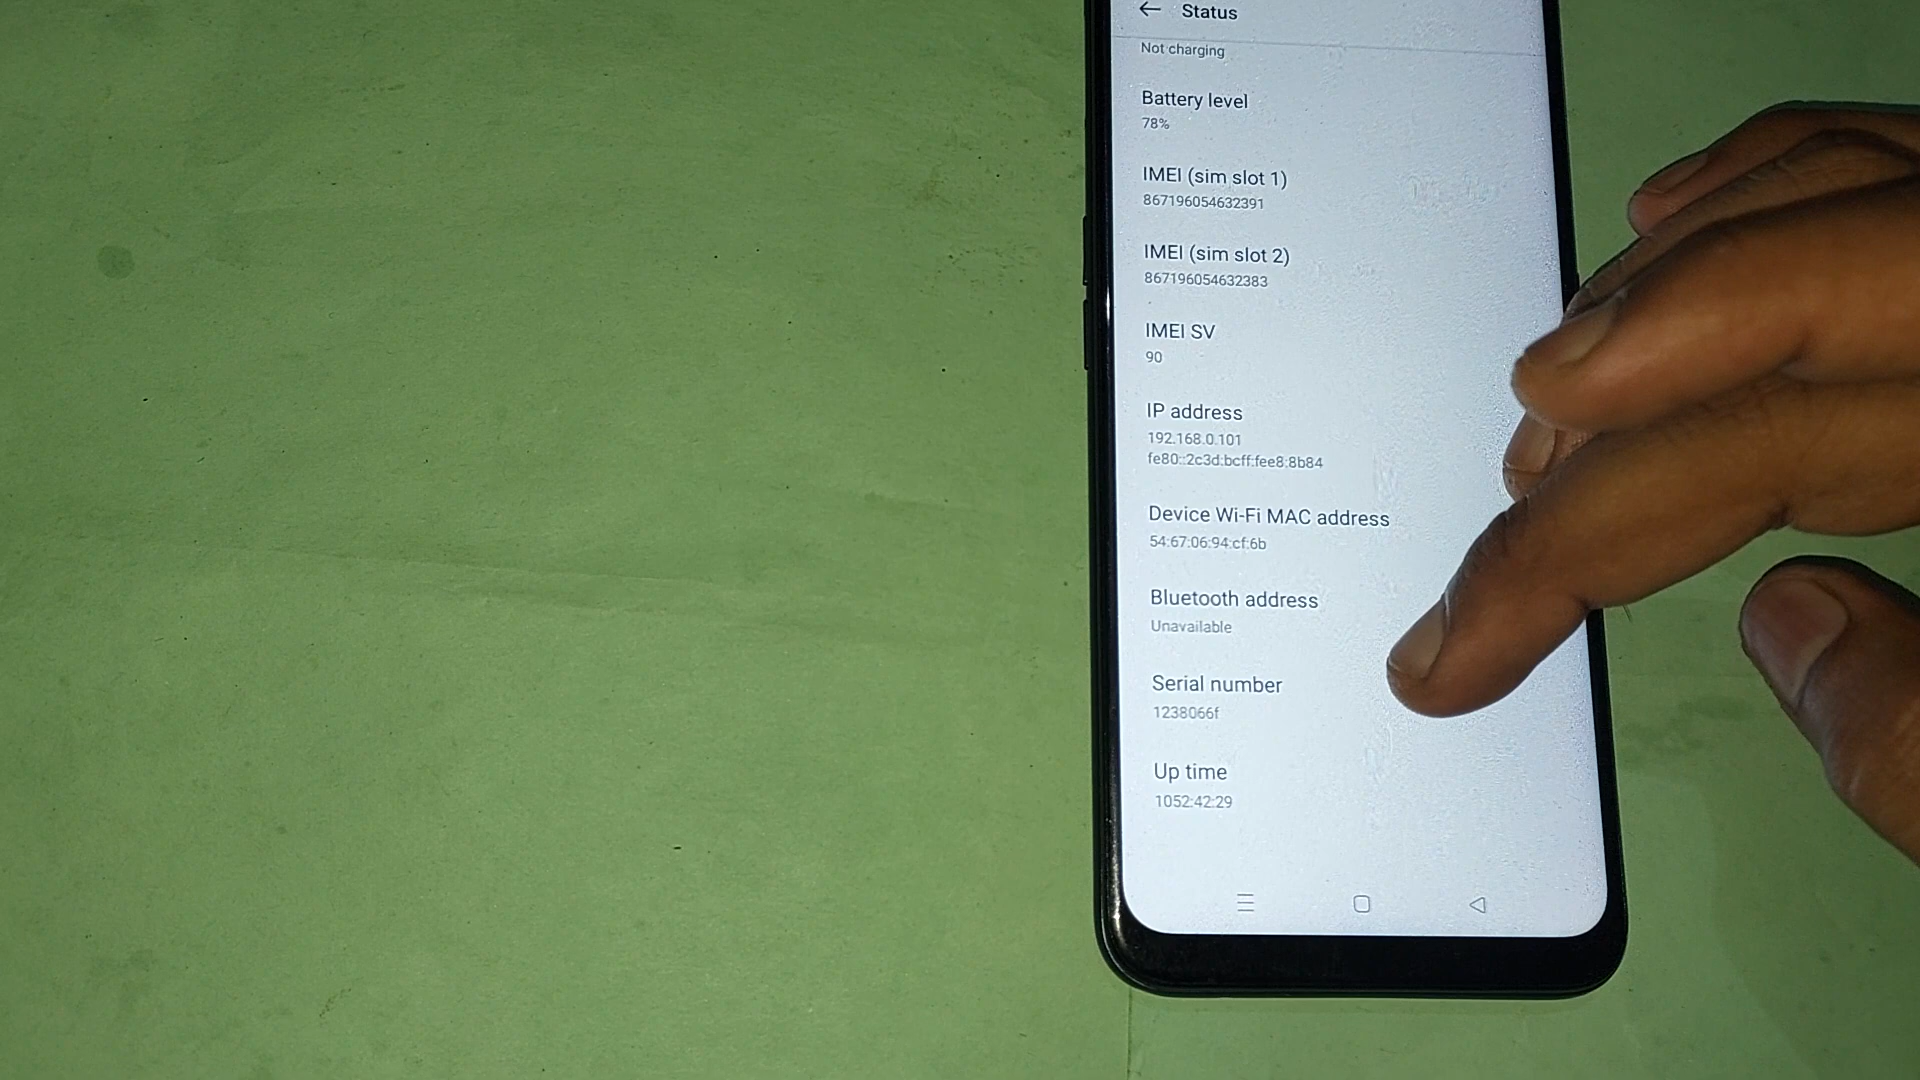 Status
Not charging
Battery level
78%
IMEI (sim slot 1)
867196054632391
IMEI (sim slot 2)
867196054632383
IMEI SV
90
IP address
192.168.0.101
fe80::2c3d:bcff:fee8:8b84
Device Wi-Fi MAC address
54:67:06:94:cf:6b
Bluetooth address
Unavailable
Serial number
1238066f
Up time
1052:42:29